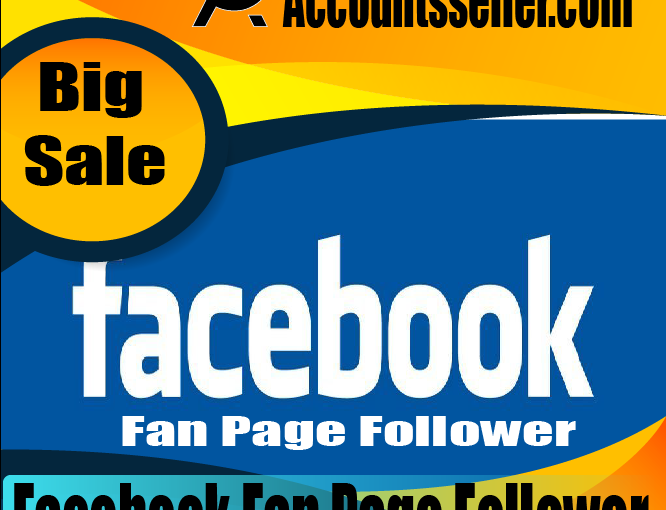 Accountsseller.com
Big
Sale
facebook
Fan Page Follower
Facebook Fan Page Follower